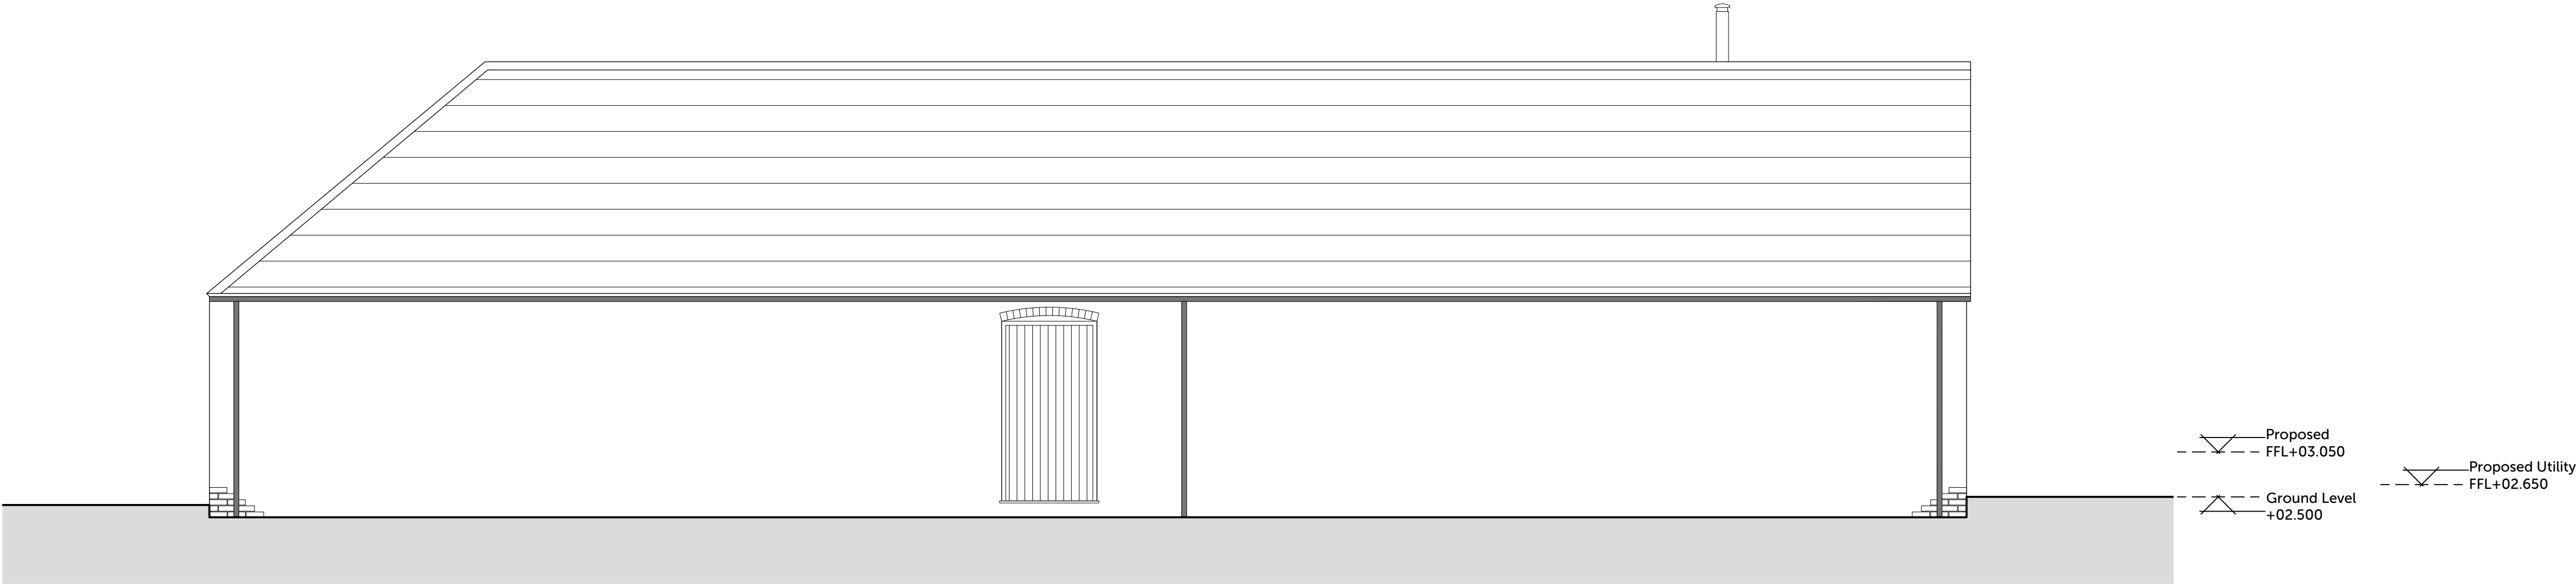 Proposed
FFL+03.050
Proposed Utility
FFL+02.650
Ground Level
+02.500